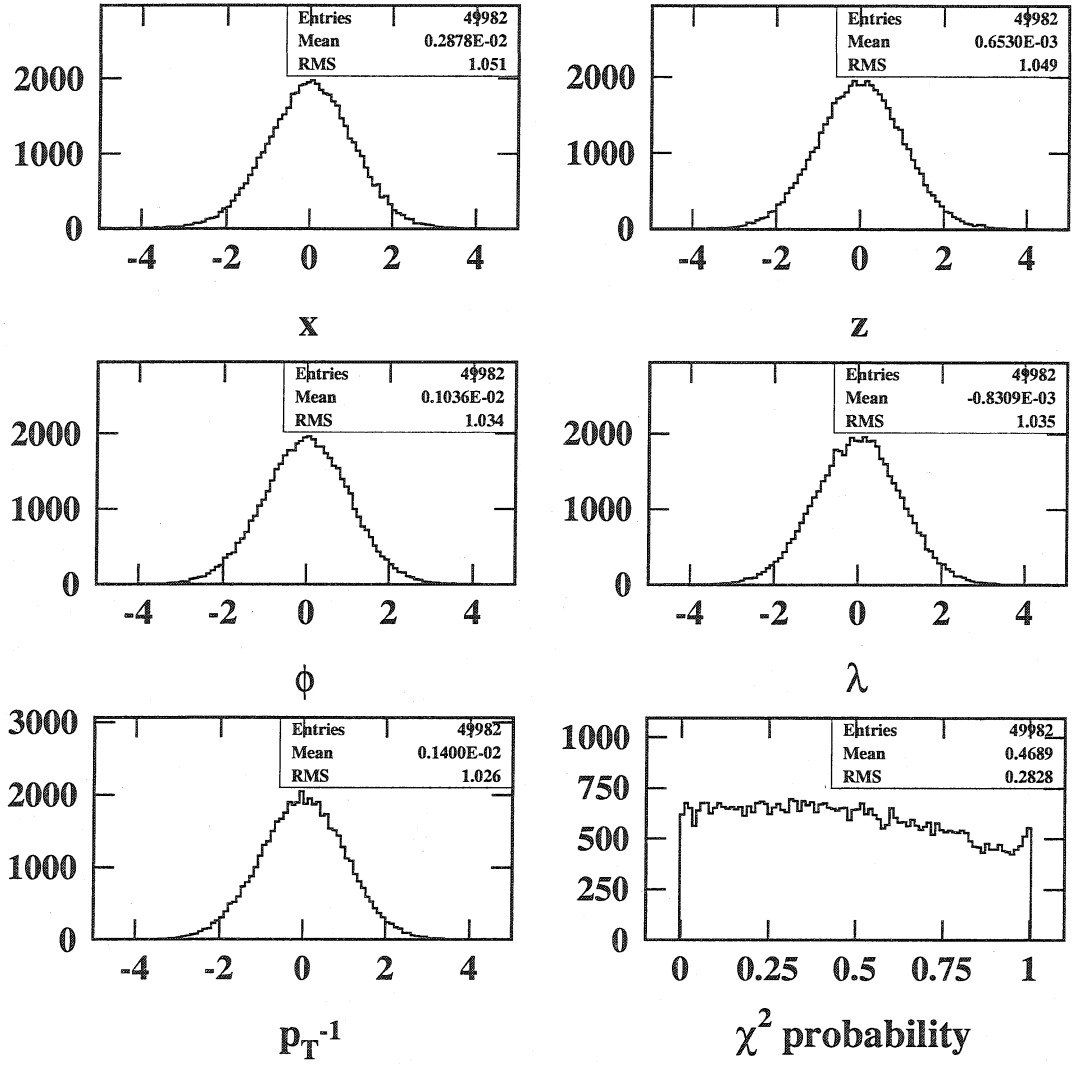 Entries 49982
Mean 0.2878E-02
RMS 1.051
2000
1000
0
-4 -2 0 2 4
x
Entries 49982
Mean 0.6530E-03
RMS 1.049
2000
1000
0
-4 -2 0 2 4
z
Entries 49982
Mean 0.1036E-02
RMS 1.034
2000
1000
0
-4 -2 0 2 4
ϕ
Entries 49982
Mean -0.8309E-03
RMS 1.035
2000
1000
0
-4 -2 0 2 4
λ
3000
Entries 49982
Mean 0.1400E-02
RMS 1.026
2000
1000
0
-4 -2 0 2 4
p_T^-1
Entries 49982
Mean 0.4689
RMS 0.2828
1000
750
500
250
0
0 0.25 0.5 0.75 1
χ² probability